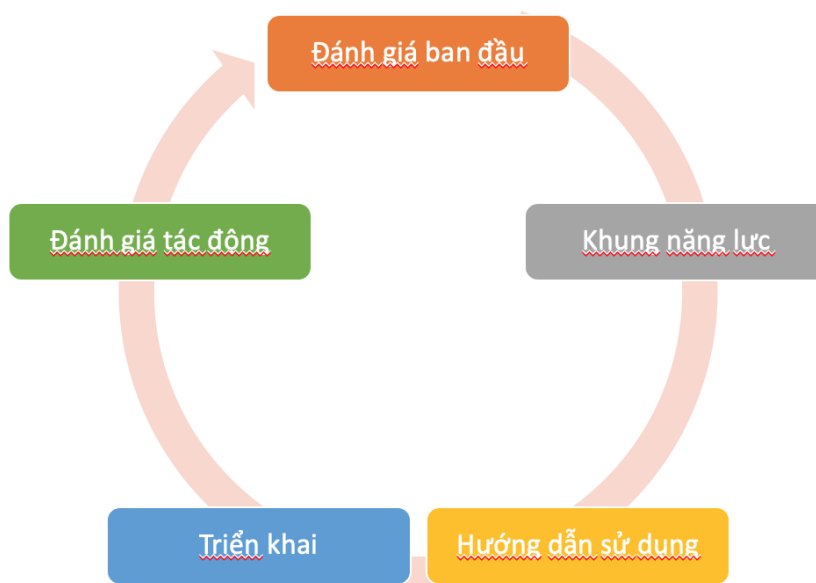 Đánh giá ban đầu
Khung năng lực
Hướng dẫn sử dụng
Triển khai
Đánh giá tác động